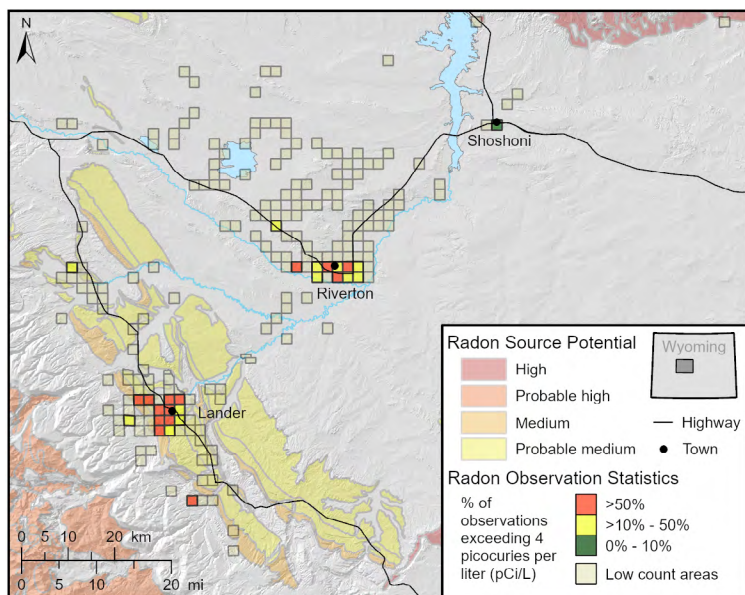 N
Shoshoni
Riverton
Lander
Radon Source Potential
High
Probable high
Medium
Probable medium
Wyoming
Highway
Town
Radon Observation Statistics
% of
observations
exceeding 4
picocuries per
liter (pCi/L)
>50%
>10% - 50%
0% - 10%
Low count areas
0 5 10 20 km
0 5 10 20 mi